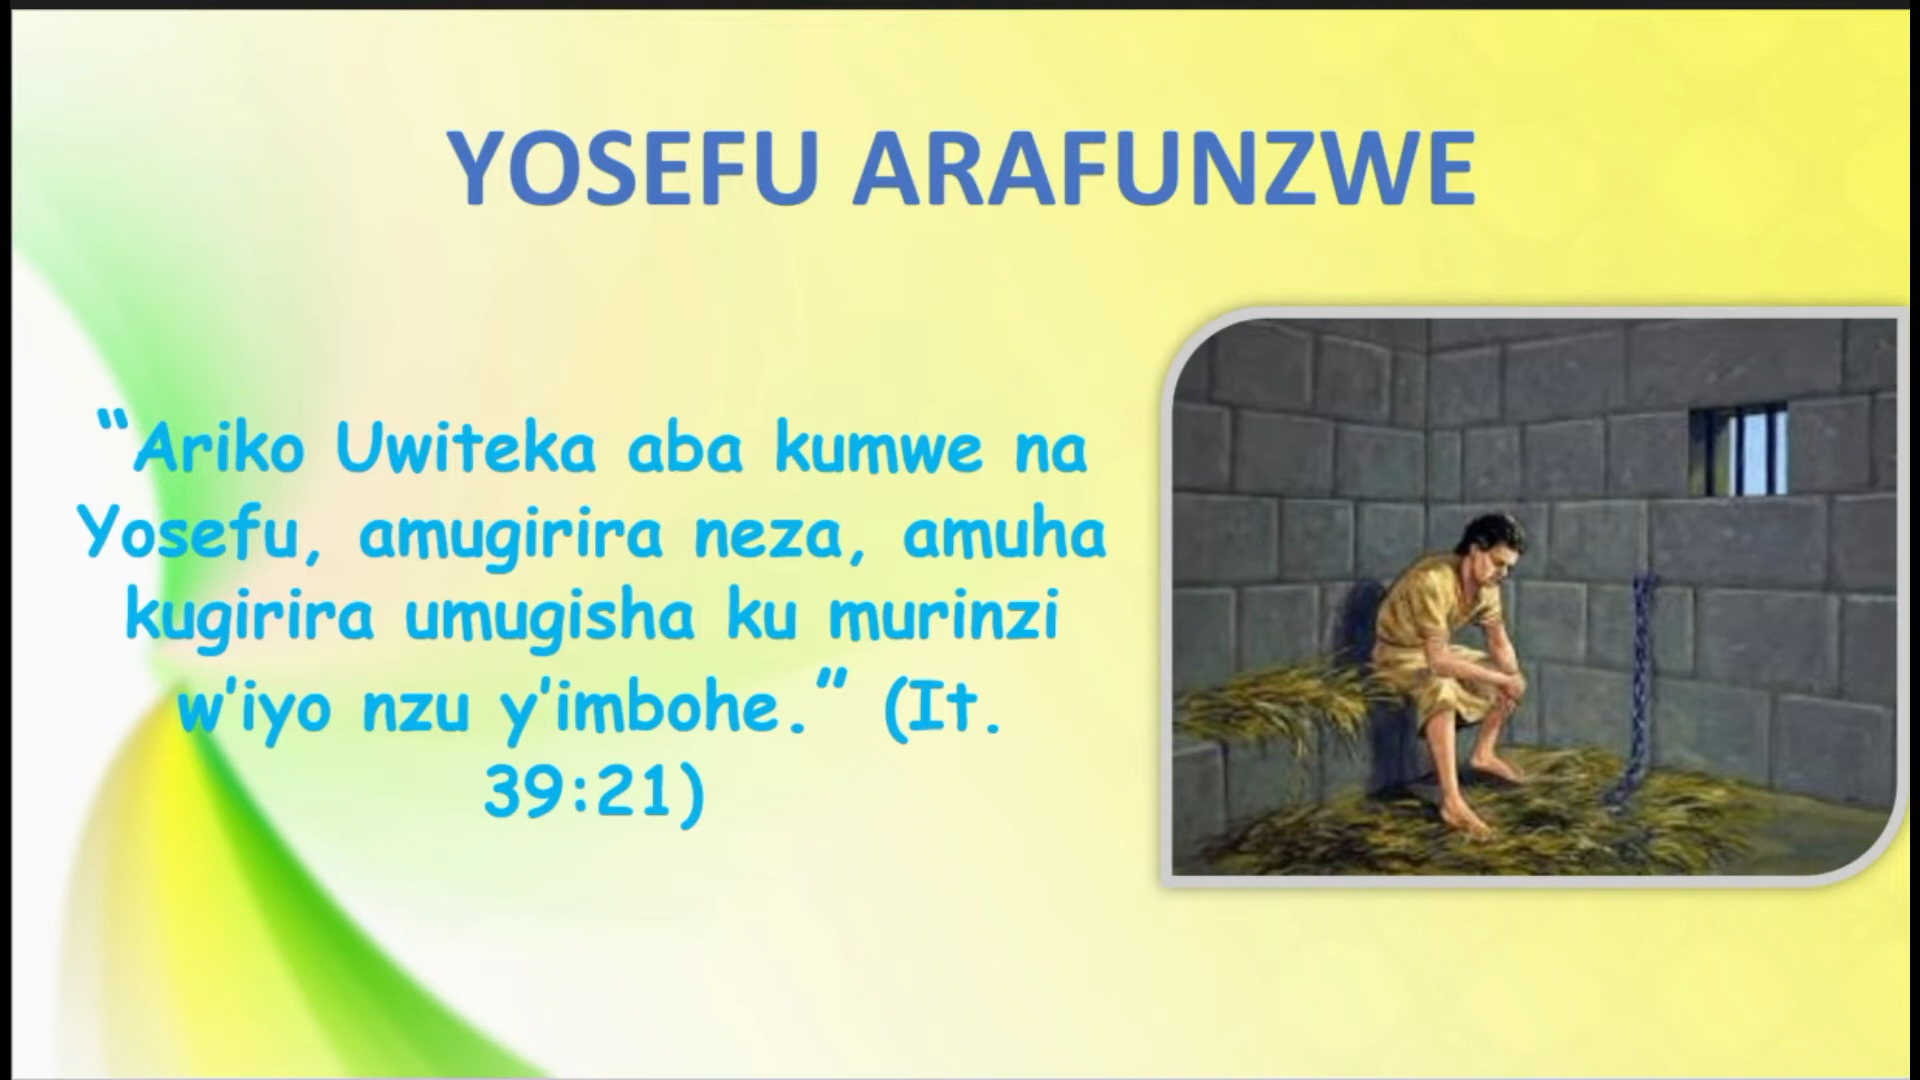 YOSEFU ARAFUNZWE
“Ariko Uwiteka aba kumwe na
Yosefu, amugirira neza, amuha
kugirira umugisha ku murinzi
w’iyo nzu y’imbohe.” (It.
39:21)